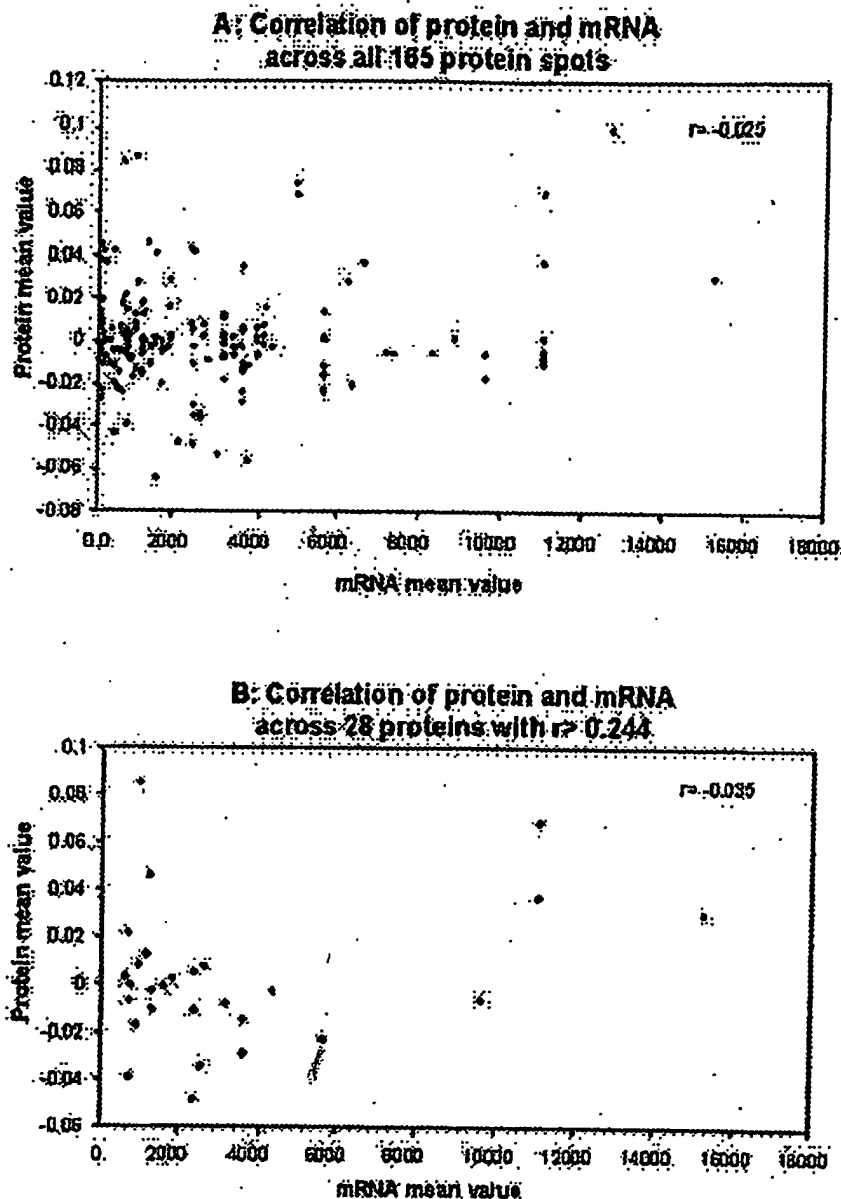 A: Correlation of protein and mRNA
across all 165 protein spots
0.12
0.1
0.08
0.06
0.04
0.02
0
-0.02
-0.04
-0.06
-0.08
r= -0.025
Protein mean value
0.0 2000 4000 6000 8000 10000 12000 14000 16000 18000
mRNA mean value
B: Correlation of protein and mRNA
across 28 proteins with r> 0.244
0.1
0.08
0.06
0.04
0.02
0
-0.02
-0.04
-0.06
r= -0.035
Protein mean value
0. 2000 4000 6000 8000 10000 12000 14000 16000 18000
mRNA mean value